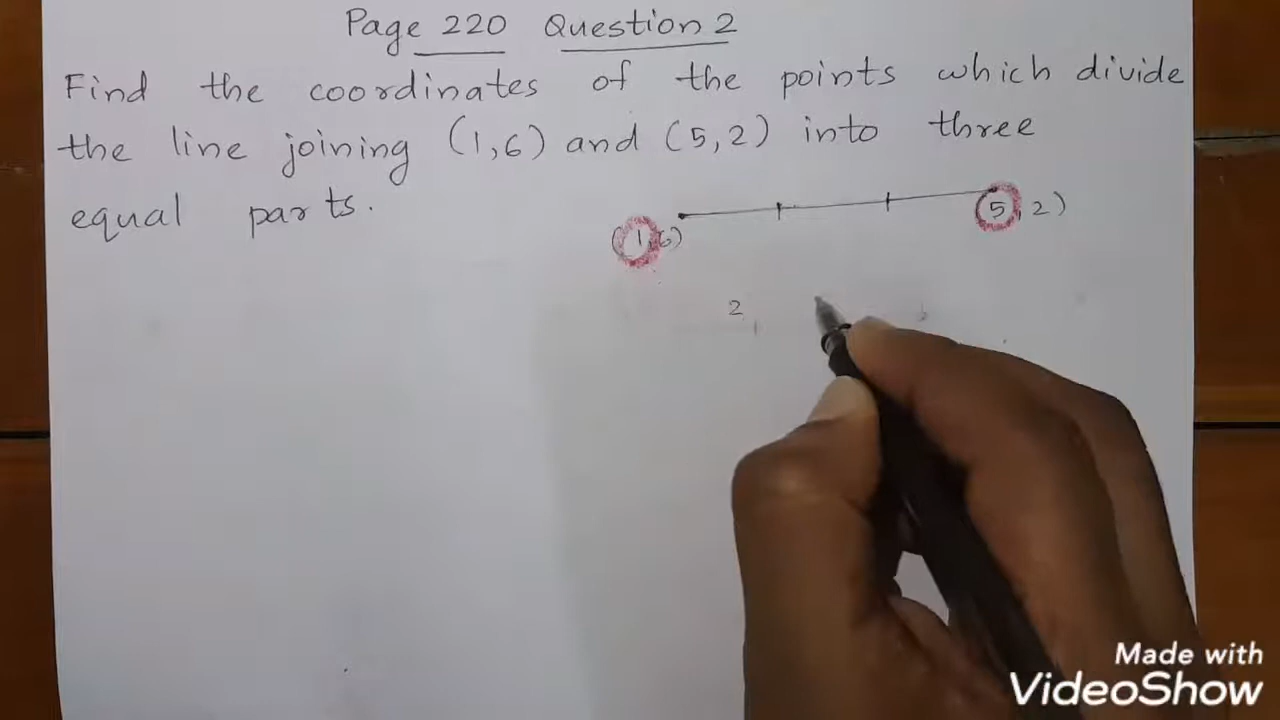 Page 220 Question 2
Find the coordinates of the points which divide
the line joining (1,6) and (5,2) into three
equal parts.
(1,6)
(5, 2)
2
Made with
VideoShow